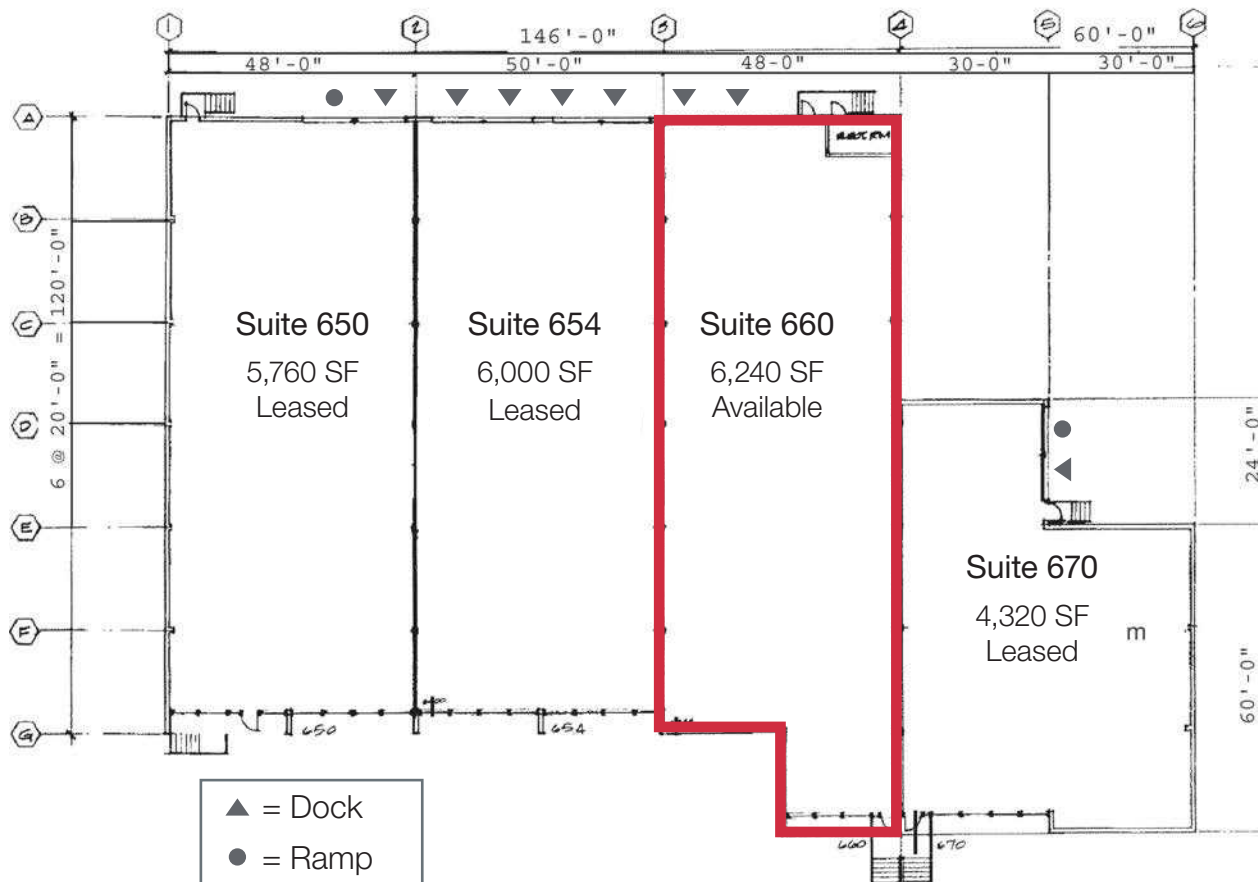 1 2 3 4 5 6
146'-0" 60'-0"
48'-0" 50'-0" 48-0" 30-0" 30'-0"
A
B
C
D
E
F
G
6 @ 20'-0" = 120'-0"
ELEC RM
Suite 650
5,760 SF
Leased
Suite 654
6,000 SF
Leased
Suite 660
6,240 SF
Available
Suite 670
4,320 SF
Leased
m
24'-0"
60'-0"
650
654
660
670
= Dock
= Ramp